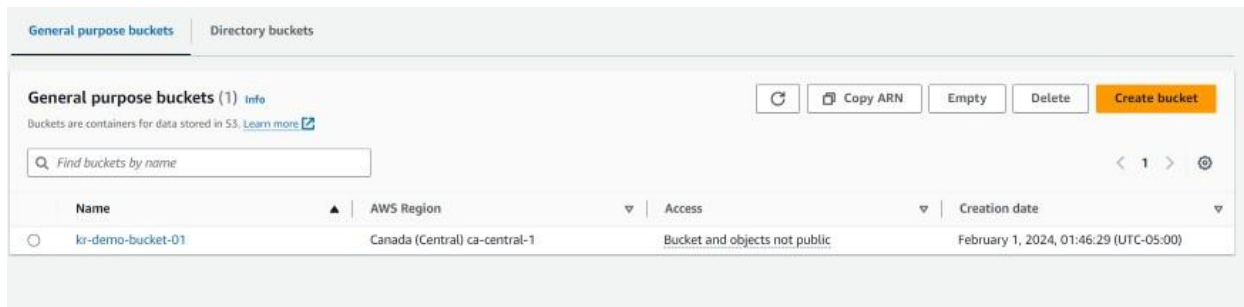 General purpose buckets Directory buckets
General purpose buckets (1) Info
Buckets are containers for data stored in S3. Learn more
Copy ARN Empty Delete Create bucket
Find buckets by name
1
Name AWS Region Access Creation date
kr-demo-bucket-01 Canada (Central) ca-central-1 Bucket and objects not public February 1, 2024, 01:46:29 (UTC-05:00)